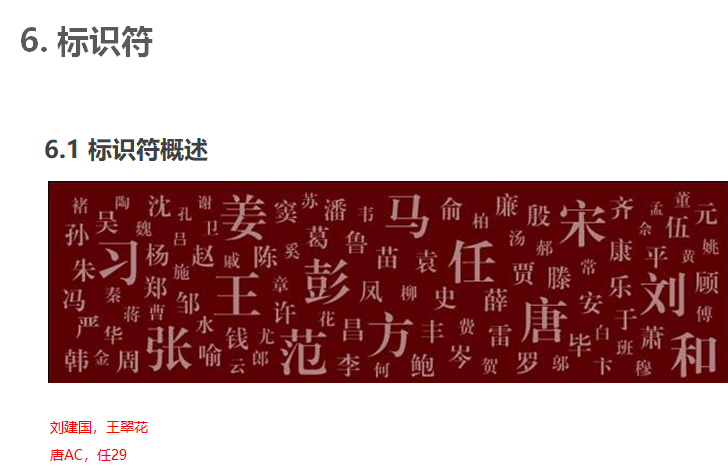 6. 标识符
6.1 标识符概述
褚 吴 陶 沈 孔 谢 姜 窦 苏 潘 韦 马 俞 柏 廉 殷 宋 齐 孟 董 元
孙 魏 吕 卫 葛 鲁 苗 袁 汤 郝 康 佘 伍 姚
朱 习 杨 施 赵 戚 陈 奚 彭 凤 任 贾 滕 常 乐 平 黄 顾
冯 秦 郑 邹 王 章 许 柳 史 薛 唐 安 刘 傅
严 华 蒋 曹 水 钱 尤 花 昌 方 丰 费 雷 毕 白 于 萧
韩 金 周 张 喻 云 郎 范 李 何 鲍 岑 贺 罗 邬 卞 班 穆 和
刘建国，王翠花
唐AC，任29